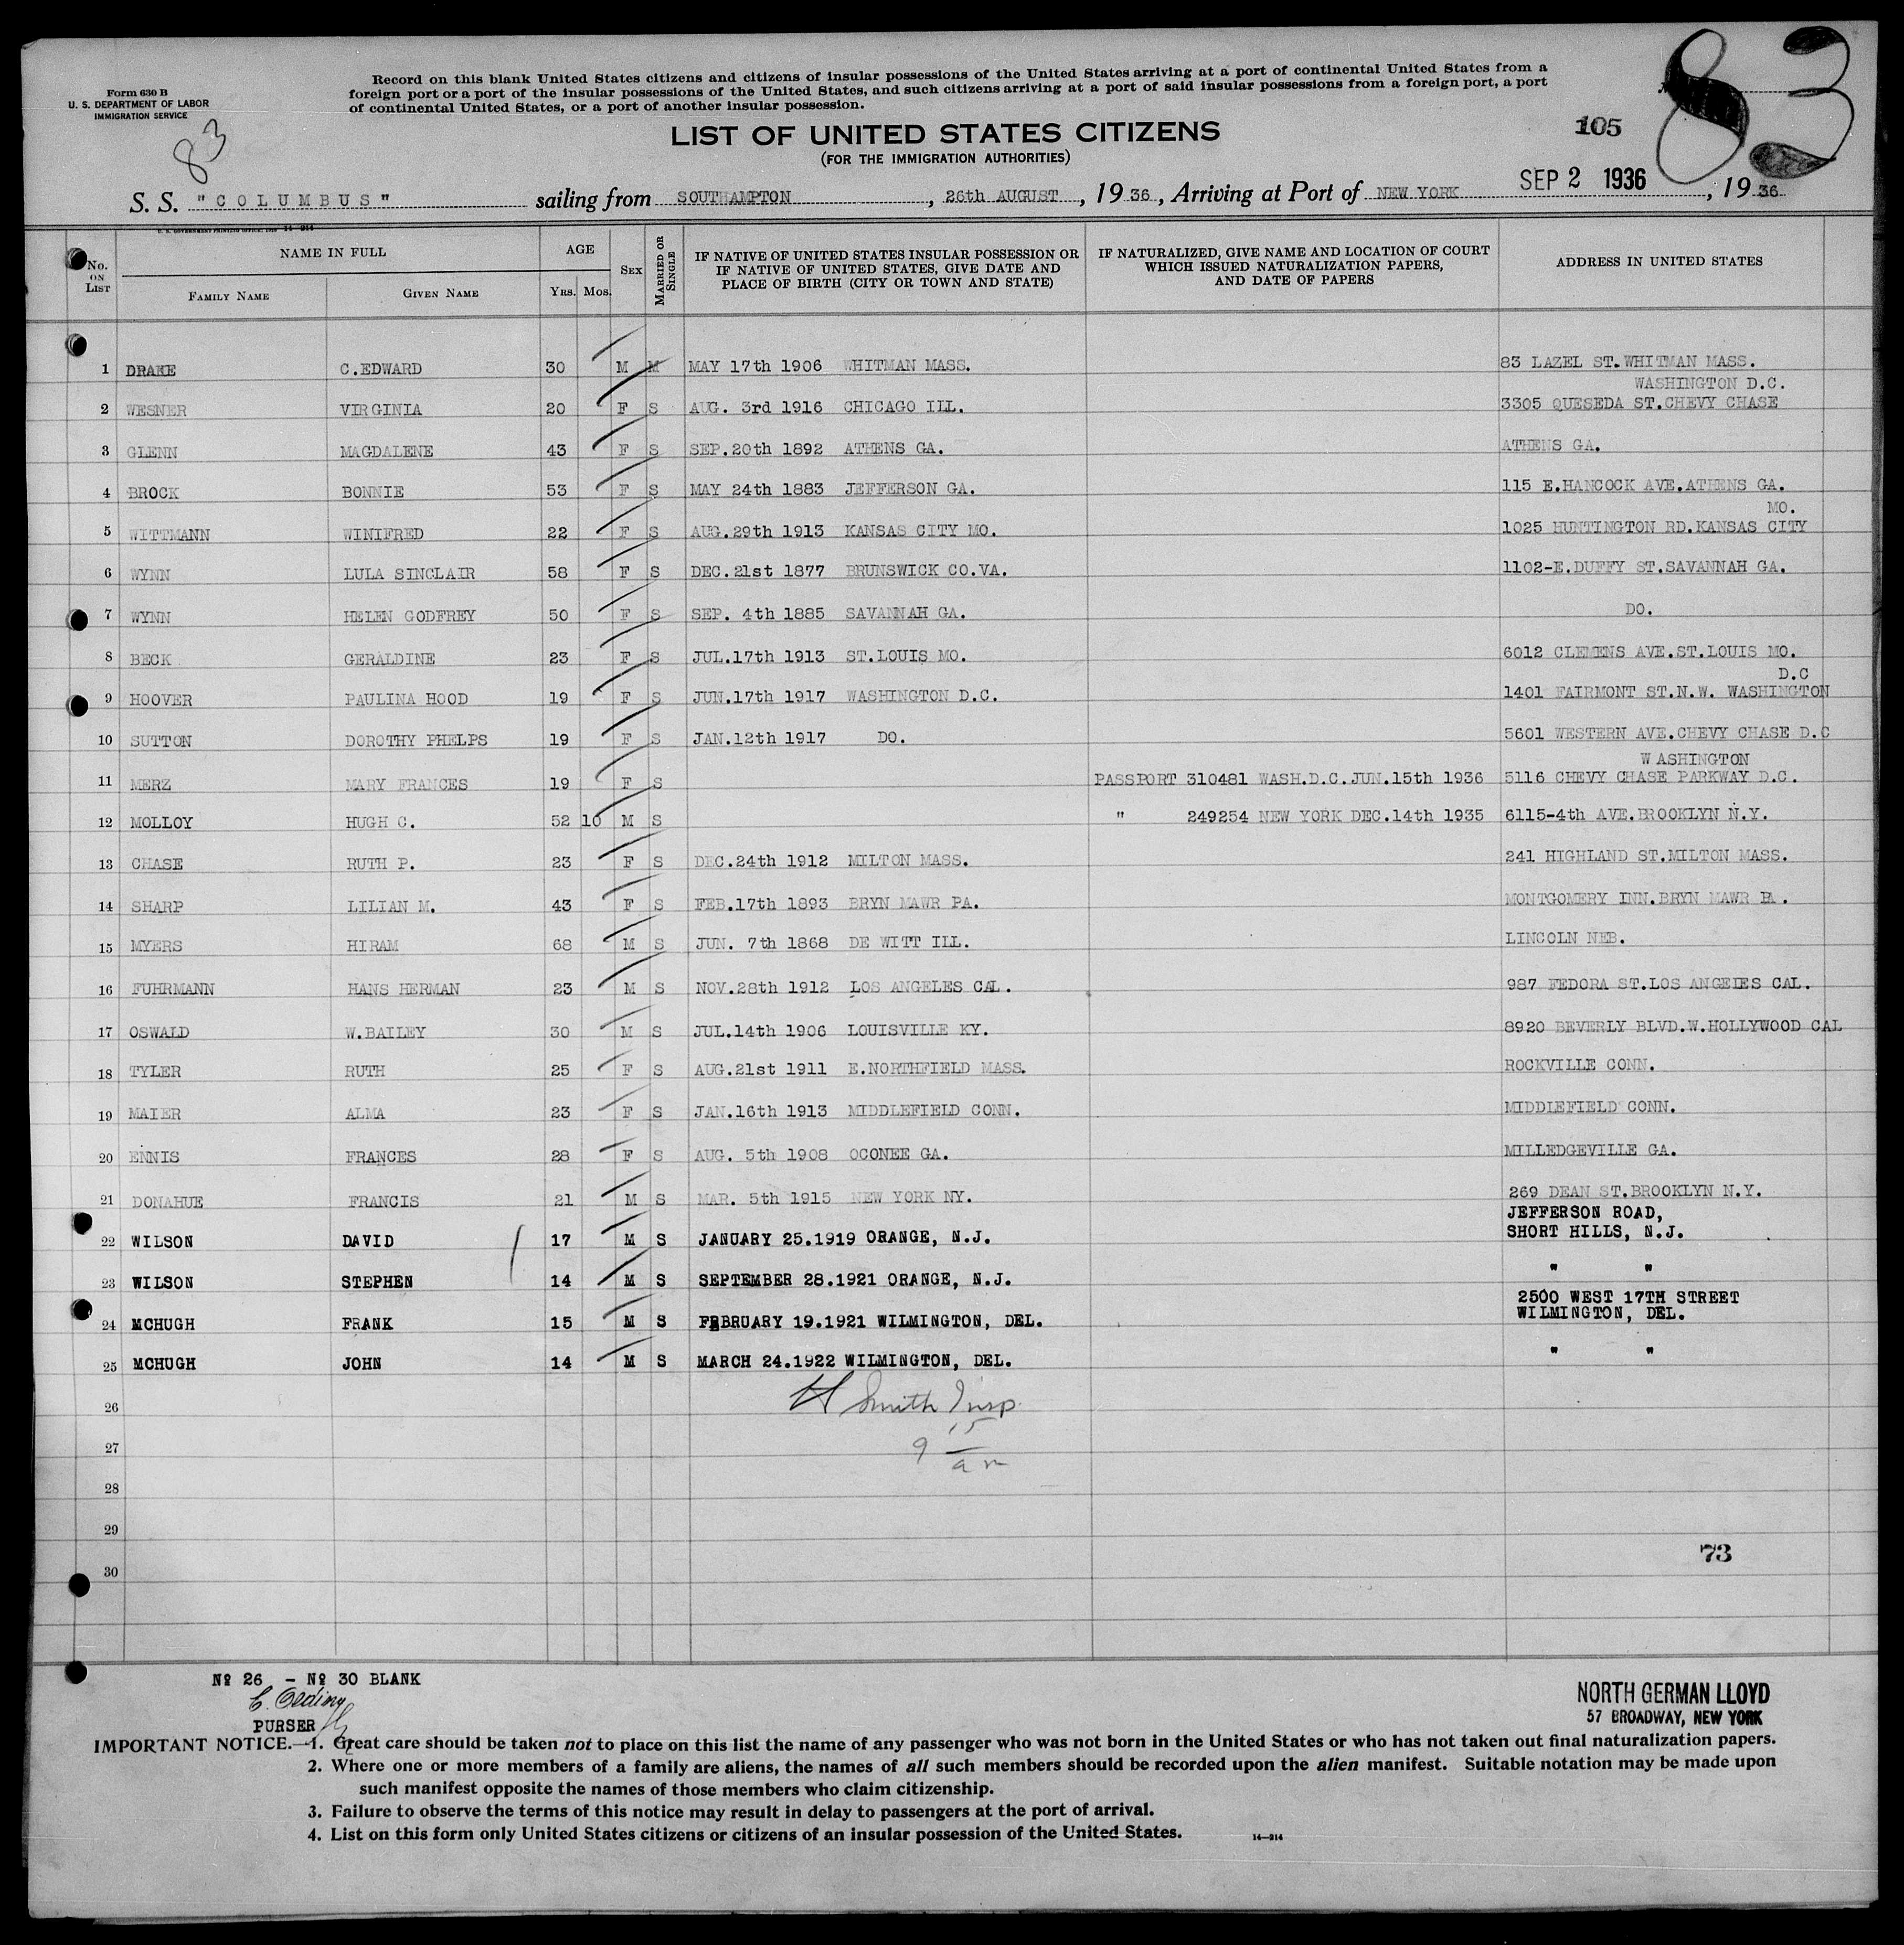 Form 630 B
U. S. DEPARTMENT OF LABOR
IMMIGRATION SERVICE
Record on this blank United States citizens and citizens of insular possessions of the United States arriving at a port of continental United States from a
foreign port or a port of the insular possessions of the United States, and such citizens arriving at a port of said insular possessions from a foreign port, a port
of continental United States, or a port of another insular possession.
83
83
105
LIST OF UNITED STATES CITIZENS
(FOR THE IMMIGRATION AUTHORITIES)
S. S. "COLUMBUS" sailing from SOUTHAMPTON, 26th AUGUST, 1936, Arriving at Port of NEW YORK SEP 2 1936, 1936
No. ON LIST
NAME IN FULL
FAMILY NAME GIVEN NAME
AGE
YRS. MOS.
SEX
MARRIED OR SINGLE
IF NATIVE OF UNITED STATES INSULAR POSSESSION OR
IF NATIVE OF UNITED STATES, GIVE DATE AND
PLACE OF BIRTH (CITY OR TOWN AND STATE)
IF NATURALIZED, GIVE NAME AND LOCATION OF COURT
WHICH ISSUED NATURALIZATION PAPERS,
AND DATE OF PAPERS
ADDRESS IN UNITED STATES
1 DRAKE C.EDWARD 30 M M MAY 17th 1906 WHITMAN MASS. 83 LAZEL ST.WHITMAN MASS.
WASHINGTON D.C.
2 WESNER VIRGINIA 20 F S AUG. 3rd 1916 CHICAGO ILL. 3305 QUESEDA ST.CHEVY CHASE
3 GLENN MAGDALENE 43 F S SEP.20th 1892 ATHENS GA. ATHENS GA.
4 BROCK BONNIE 53 F S MAY 24th 1883 JEFFERSON GA. 115 E.HANCOCK AVE.ATHENS GA.
MO.
5 WITTMANN WINIFRED 22 F S AUG.29th 1913 KANSAS CITY MO. 1025 HUNTINGTON RD.KANSAS CITY
6 WYNN LULA SINCLAIR 58 F S DEC.21st 1877 BRUNSWICK CO.VA. 1102-E.DUFFY ST.SAVANNAH GA.
7 WYNN HELEN GODFREY 50 F S SEP. 4th 1885 SAVANNAH GA. DO.
8 BECK GERALDINE 23 F S JUL.17th 1913 ST.LOUIS MO. 6012 CLEMENS AVE.ST.LOUIS MO.
D.C
9 HOOVER PAULINA HOOD 19 F S JUN.17th 1917 WASHINGTON D.C. 1401 FAIRMONT ST.N.W. WASHINGTON
10 SUTTON DOROTHY PHELPS 19 F S JAN.12th 1917 DO. 5601 WESTERN AVE.CHEVY CHASE D.C
WASHINGTON
11 MERZ MARY FRANCES 19 F S PASSPORT 310481 WASH.D.C.JUN.15th 1936 5116 CHEVY CHASE PARKWAY D.C.
12 MOLLOY HUGH C. 52 10 M S " 249254 NEW YORK DEC.14th 1935 6115-4th AVE.BROOKLYN N.Y.
13 CHASE RUTH P. 23 F S DEC.24th 1912 MILTON MASS. 241 HIGHLAND ST.MILTON MASS.
14 SHARP LILIAN M. 43 F S FEB.17th 1893 BRYN MAWR PA. MONTGOMERY INN.BRYN MAWR PA.
15 MYERS HIRAM 68 M S JUN. 7th 1868 DE WITT ILL. LINCOLN NEB.
16 FUHRMANN HANS HERMAN 23 M S NOV.28th 1912 LOS ANGELES CAL. 987 FEDORA ST.LOS ANGELES CAL.
17 OSWALD W.BAILEY 30 M S JUL.14th 1906 LOUISVILLE KY. 8920 BEVERLY BLVD.W.HOLLYWOOD CAL
18 TYLER RUTH 25 F S AUG.21st 1911 E.NORTHFIELD MASS. ROCKVILLE CONN.
19 MAIER ALMA 23 F S JAN.16th 1913 MIDDLEFIELD CONN. MIDDLEFIELD CONN.
20 ENNIS FRANCES 28 F S AUG. 5th 1908 OCONEE GA. MILLEDGEVILLE GA.
21 DONAHUE FRANCIS 21 M S MAR. 5th 1915 NEW YORK NY. 269 DEAN ST.BROOKLYN N.Y.
JEFFERSON ROAD,
22 WILSON DAVID 17 M S JANUARY 25.1919 ORANGE, N.J. SHORT HILLS, N.J.
23 WILSON STEPHEN 14 M S SEPTEMBER 28.1921 ORANGE, N.J. " "
2500 WEST 17TH STREET
24 MCHUGH FRANK 15 M S FEBRUARY 19.1921 WILMINGTON, DEL. WILMINGTON, DEL.
25 MCHUGH JOHN 14 M S MARCH 24.1922 WILMINGTON, DEL. " "
26 H Smith Insp
27 9 15 am
28
29
73
30
Nº 26 - Nº 30 BLANK
PURSER
NORTH GERMAN LLOYD
57 BROADWAY, NEW YORK
IMPORTANT NOTICE.—1. Great care should be taken not to place on this list the name of any passenger who was not born in the United States or who has not taken out final naturalization papers.
2. Where one or more members of a family are aliens, the names of all such members should be recorded upon the alien manifest. Suitable notation may be made upon
such manifest opposite the names of those members who claim citizenship.
3. Failure to observe the terms of this notice may result in delay to passengers at the port of arrival.
4. List on this form only United States citizens or citizens of an insular possession of the United States.
14—914